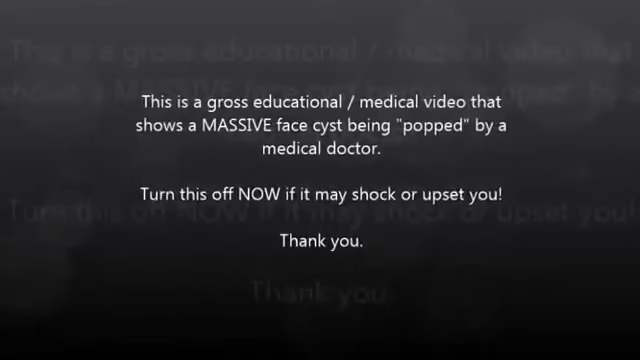 This is a gross educational / medical video that
shows a MASSIVE face cyst being "popped" by a
medical doctor.
Turn this off NOW if it may shock or upset you!
Thank you.